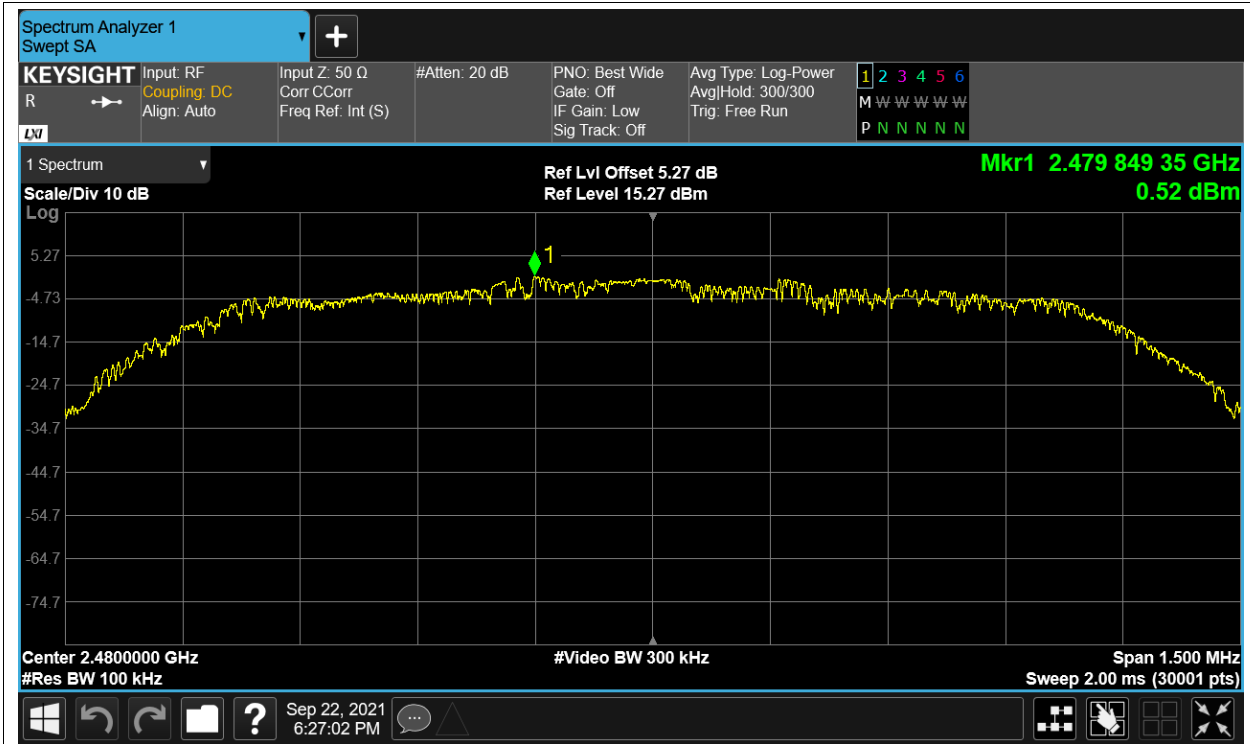 Spectrum Analyzer 1
Swept SA
KEYSIGHT
R
LXI
Input: RF
Coupling: DC
Align: Auto
Input Z: 50 Ω
Corr CCorr
Freq Ref: Int (S)
#Atten: 20 dB
PNO: Best Wide
Gate: Off
IF Gain: Low
Sig Track: Off
Avg Type: Log-Power
Avg|Hold: 300/300
Trig: Free Run
1 2 3 4 5 6
M W W W W W
P N N N N N
1 Spectrum
Scale/Div 10 dB
Log
Ref Lvl Offset 5.27 dB
Ref Level 15.27 dBm
Mkr1 2.479 849 35 GHz
0.52 dBm
1
5.27
-4.73
-14.7
-24.7
-34.7
-44.7
-54.7
-64.7
-74.7
Center 2.4800000 GHz
#Res BW 100 kHz
#Video BW 300 kHz
Span 1.500 MHz
Sweep 2.00 ms (30001 pts)
?
Sep 22, 2021
6:27:02 PM